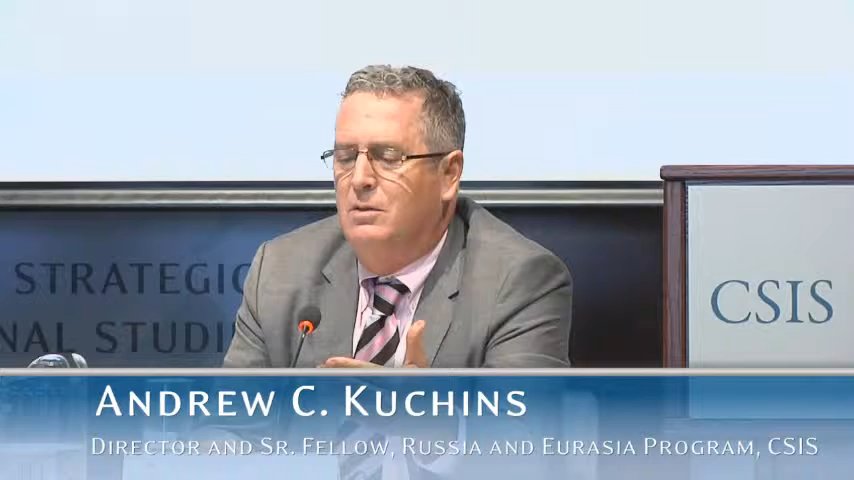 STRATEGIC
NAL STUDI
CSIS
ANDREW C. KUCHINS
DIRECTOR AND SR. FELLOW, RUSSIA AND EURASIA PROGRAM, CSIS